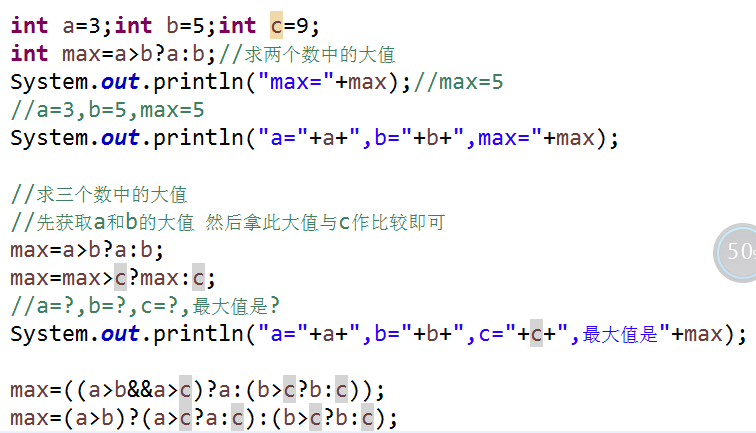 int a=3;int b=5;int c=9;
int max=a>b?a:b;//求两个数中的大值
System.out.println("max="+max);//max=5
//a=3,b=5,max=5
System.out.println("a="+a+",b="+b+",max="+max);
//求三个数中的大值
//先获取a和b的大值 然后拿此大值与c作比较即可
max=a>b?a:b;
max=max>c?max:c;
//a=?,b=?,c=?,最大值是?
System.out.println("a="+a+",b="+b+",c="+c+",最大值是"+max);
max=((a>b&&a>c)?a:(b>c?b:c));
max=(a>b)?(a>c?a:c):(b>c?b:c);
50